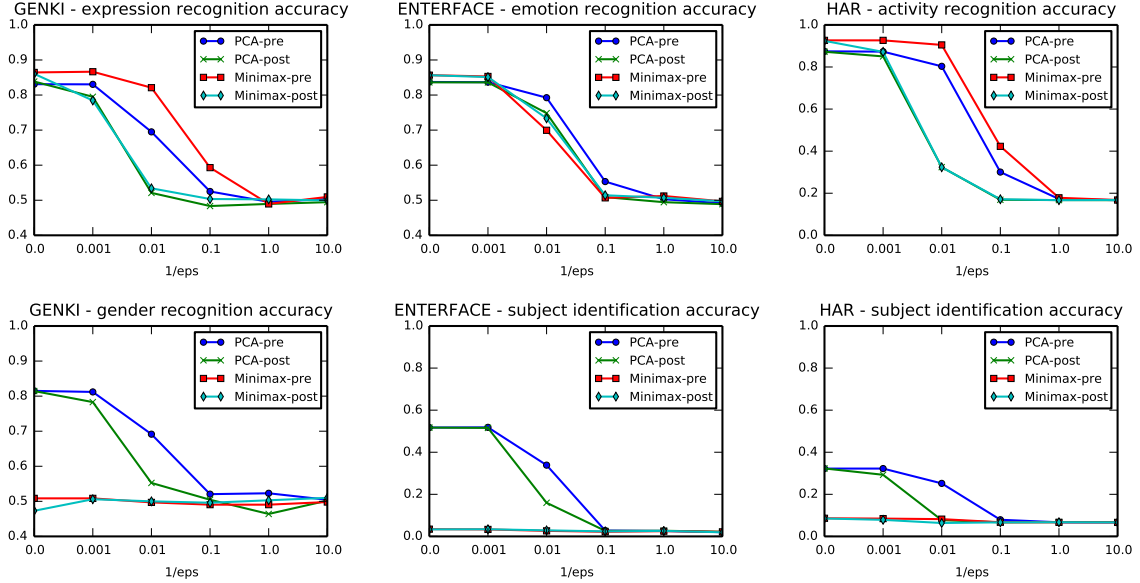 GENKI - expression recognition accuracy
1.0
0.9
0.8
0.7
0.6
0.5
0.4
0.0 0.001 0.01 0.1 1.0 10.0
1/eps
PCA-pre
PCA-post
Minimax-pre
Minimax-post
ENTERFACE - emotion recognition accuracy
1.0
0.9
0.8
0.7
0.6
0.5
0.4
0.0 0.001 0.01 0.1 1.0 10.0
1/eps
PCA-pre
PCA-post
Minimax-pre
Minimax-post
HAR - activity recognition accuracy
1.0
0.8
0.6
0.4
0.2
0.0
0.0 0.001 0.01 0.1 1.0 10.0
1/eps
PCA-pre
PCA-post
Minimax-pre
Minimax-post
GENKI - gender recognition accuracy
1.0
0.9
0.8
0.7
0.6
0.5
0.4
0.0 0.001 0.01 0.1 1.0 10.0
1/eps
PCA-pre
PCA-post
Minimax-pre
Minimax-post
ENTERFACE - subject identification accuracy
1.0
0.8
0.6
0.4
0.2
0.0
0.0 0.001 0.01 0.1 1.0 10.0
1/eps
PCA-pre
PCA-post
Minimax-pre
Minimax-post
HAR - subject identification accuracy
1.0
0.8
0.6
0.4
0.2
0.0
0.0 0.001 0.01 0.1 1.0 10.0
1/eps
PCA-pre
PCA-post
Minimax-pre
Minimax-post